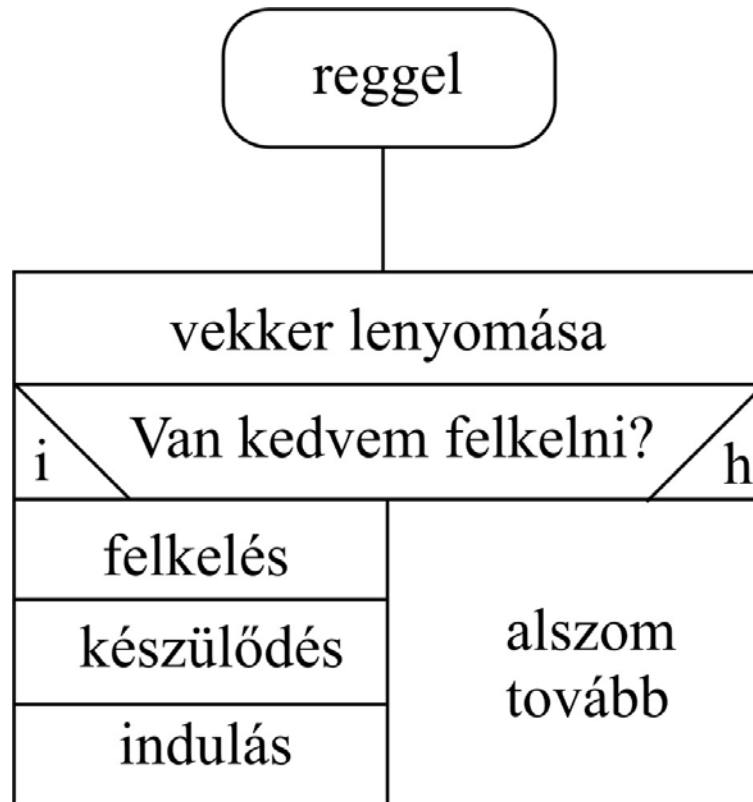 reggel
vekker lenyomása
Van kedvem felkelni?
i
h
felkelés
készülődés
indulás
alszom
tovább